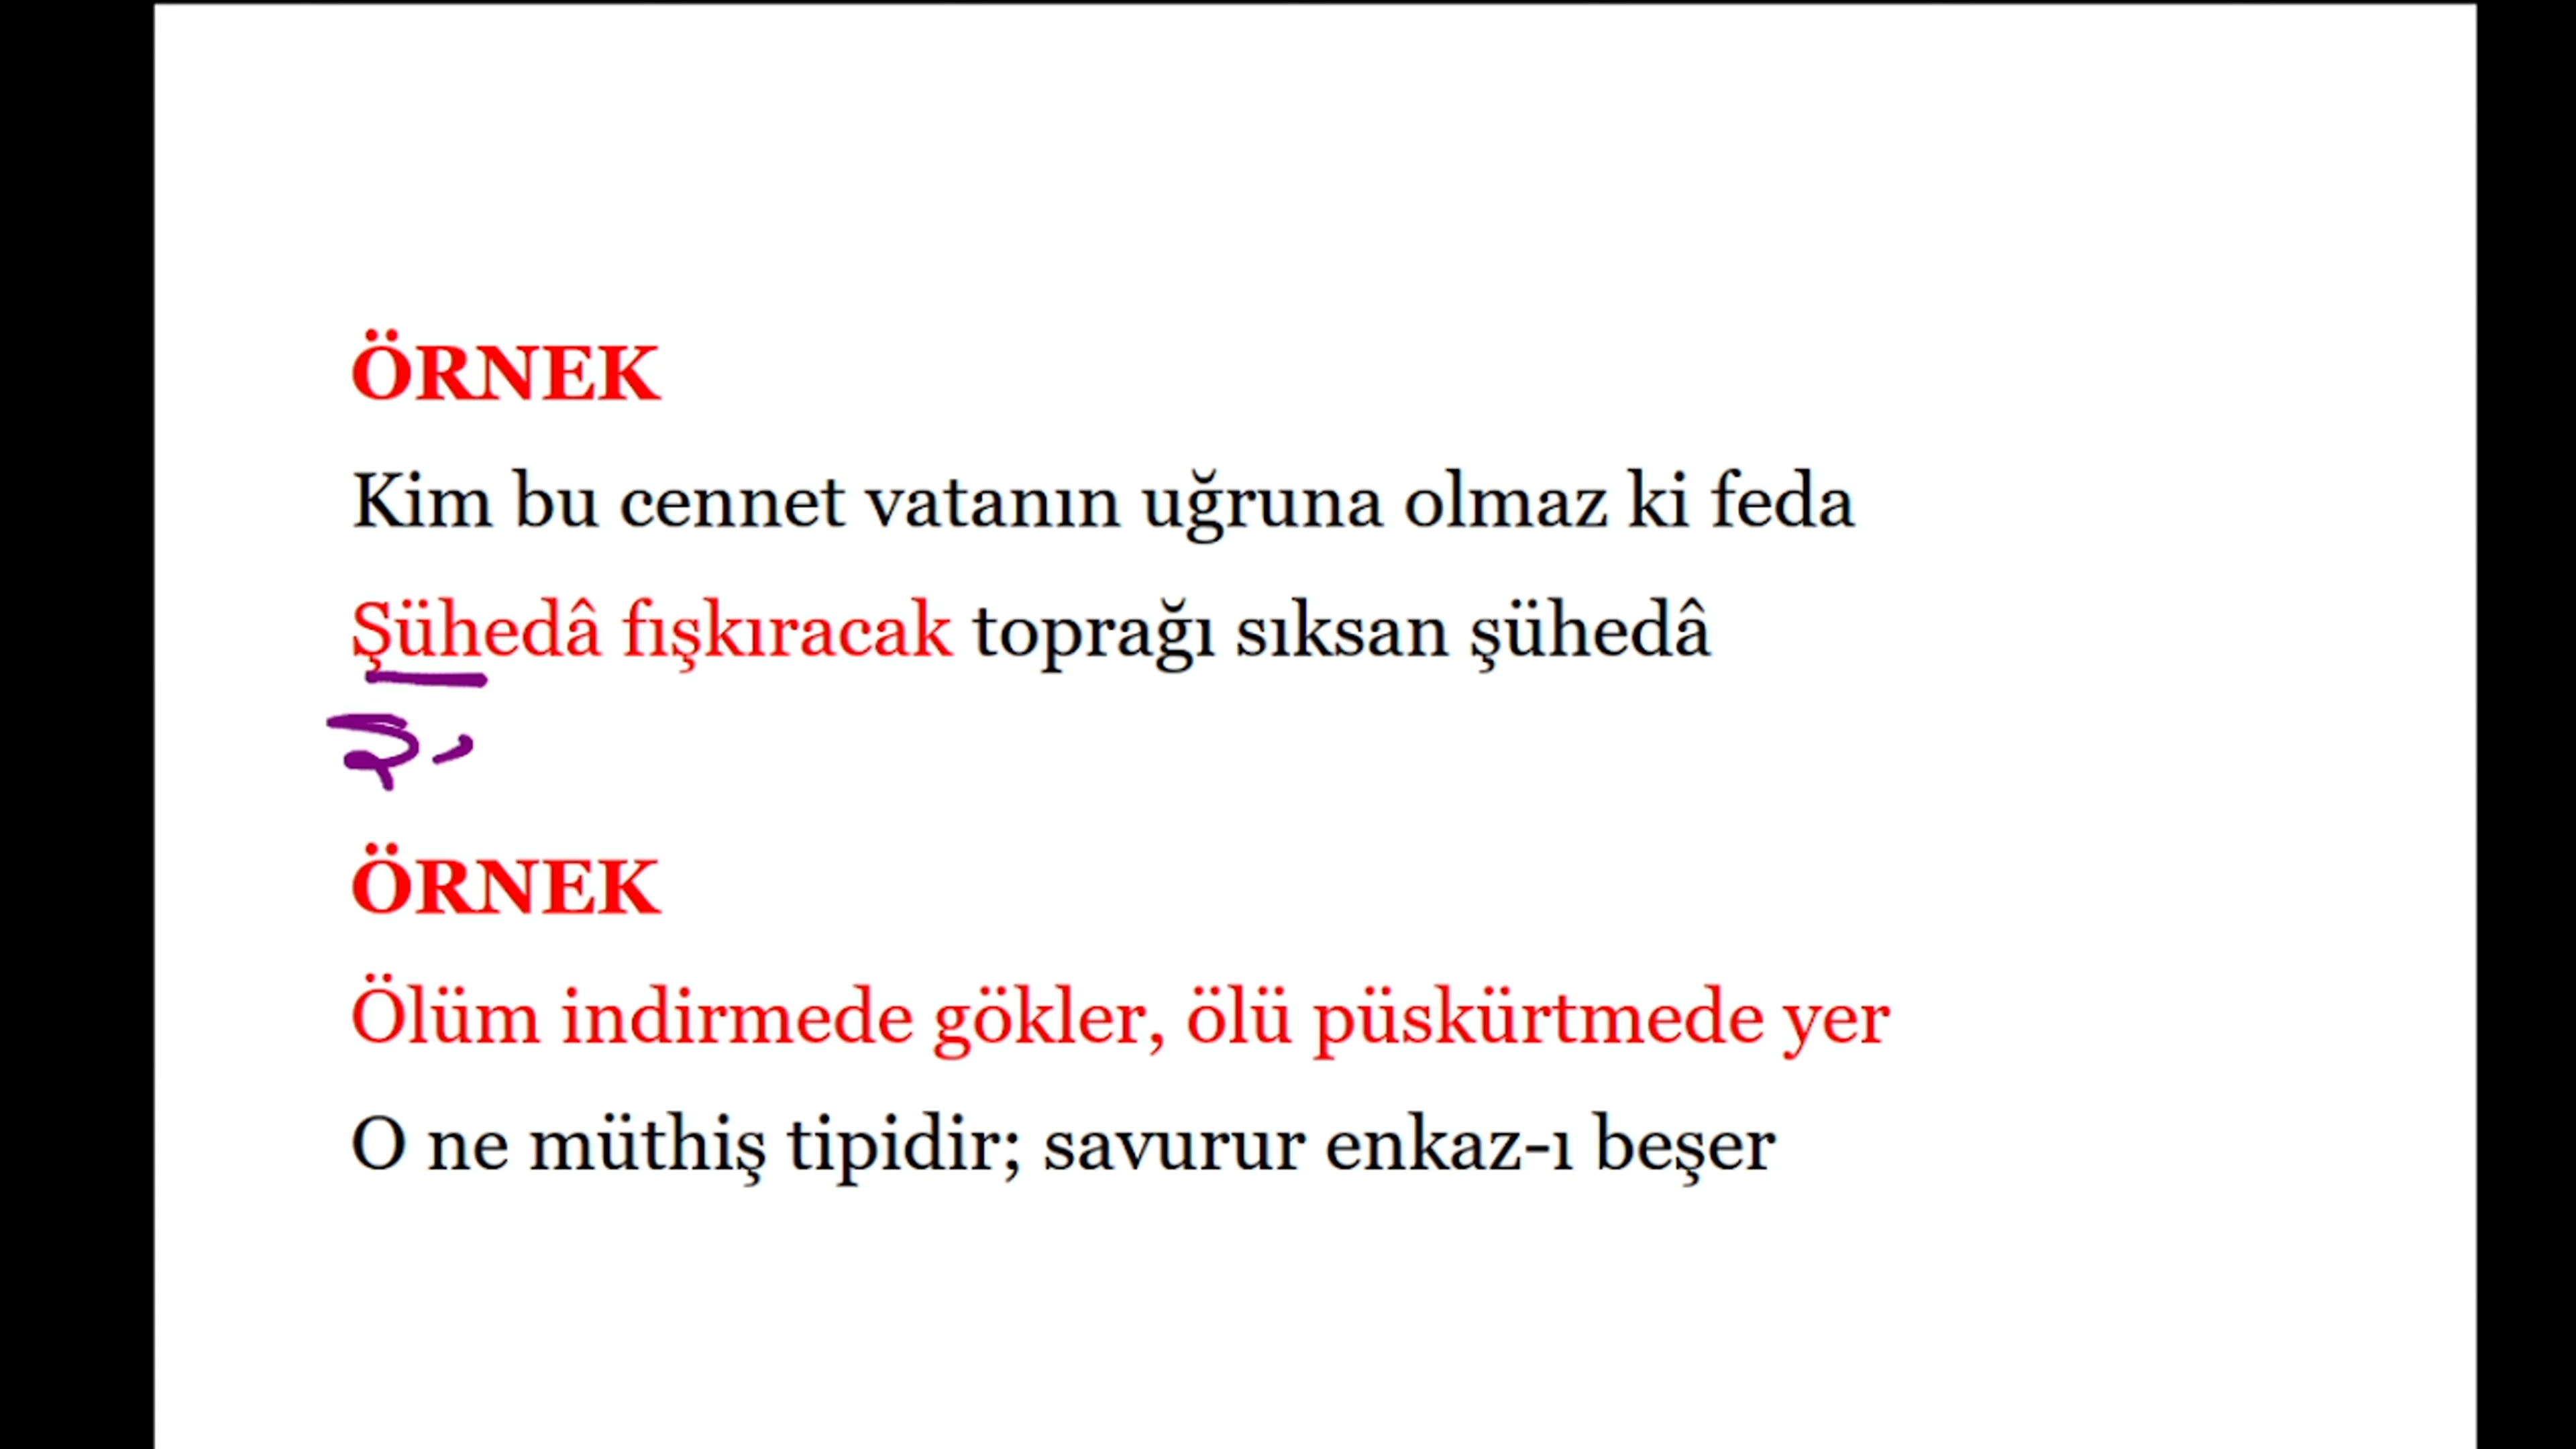 ÖRNEK
Kim bu cennet vatanın uğruna olmaz ki feda
Şühedâ fışkıracak toprağı sıksan şühedâ
ÖRNEK
Ölüm indirmede gökler, ölü püskürtmede yer
O ne müthiş tipidir; savurur enkaz-ı beşer